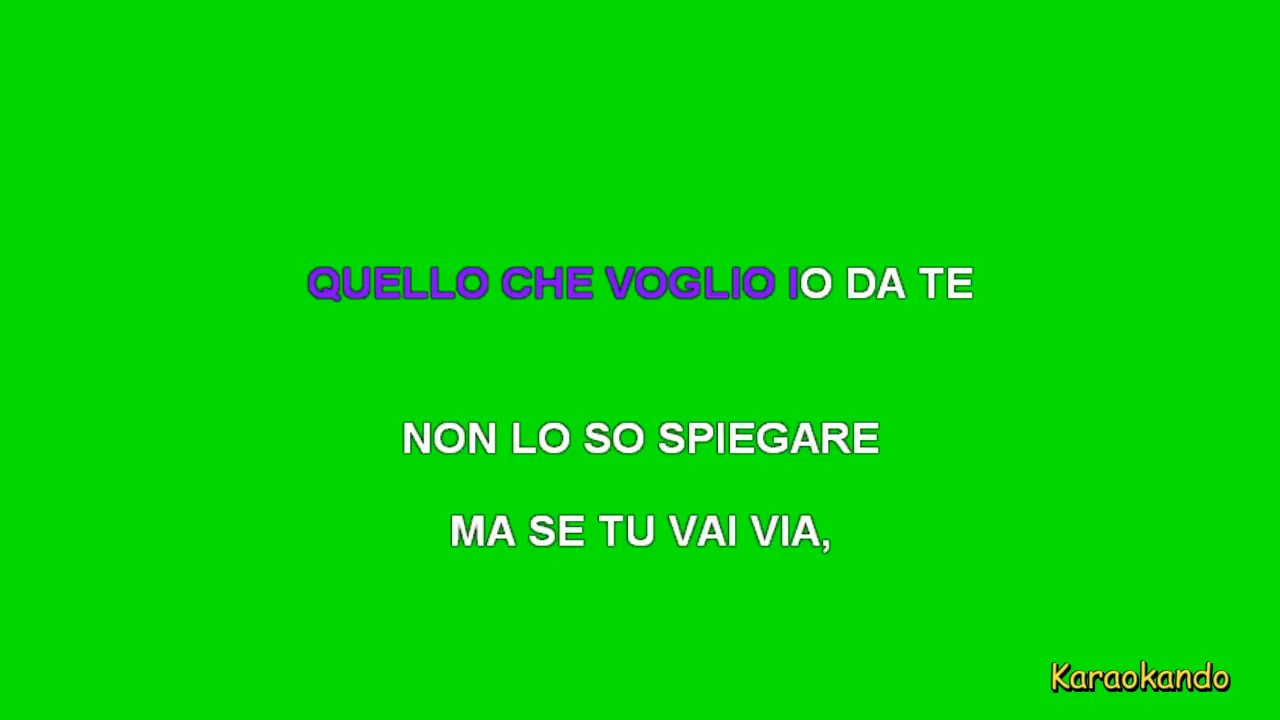 QUELLO CHE VOGLIO IO DA TE
NON LO SO SPIEGARE
MA SE TU VAI VIA,
Karaokando